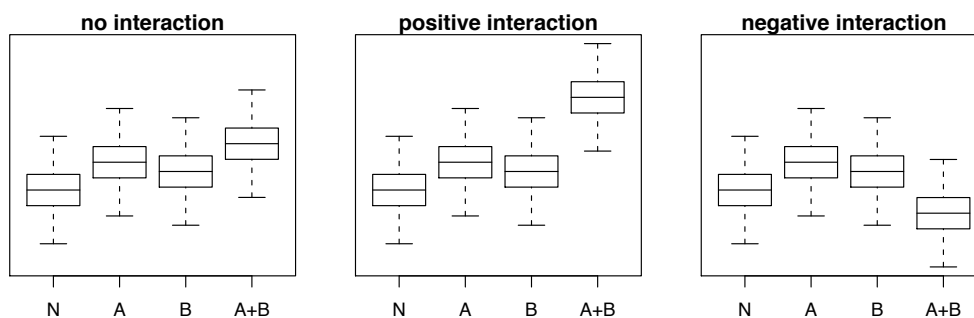 no interaction
N A B A+B
positive interaction
N A B A+B
negative interaction
N A B A+B